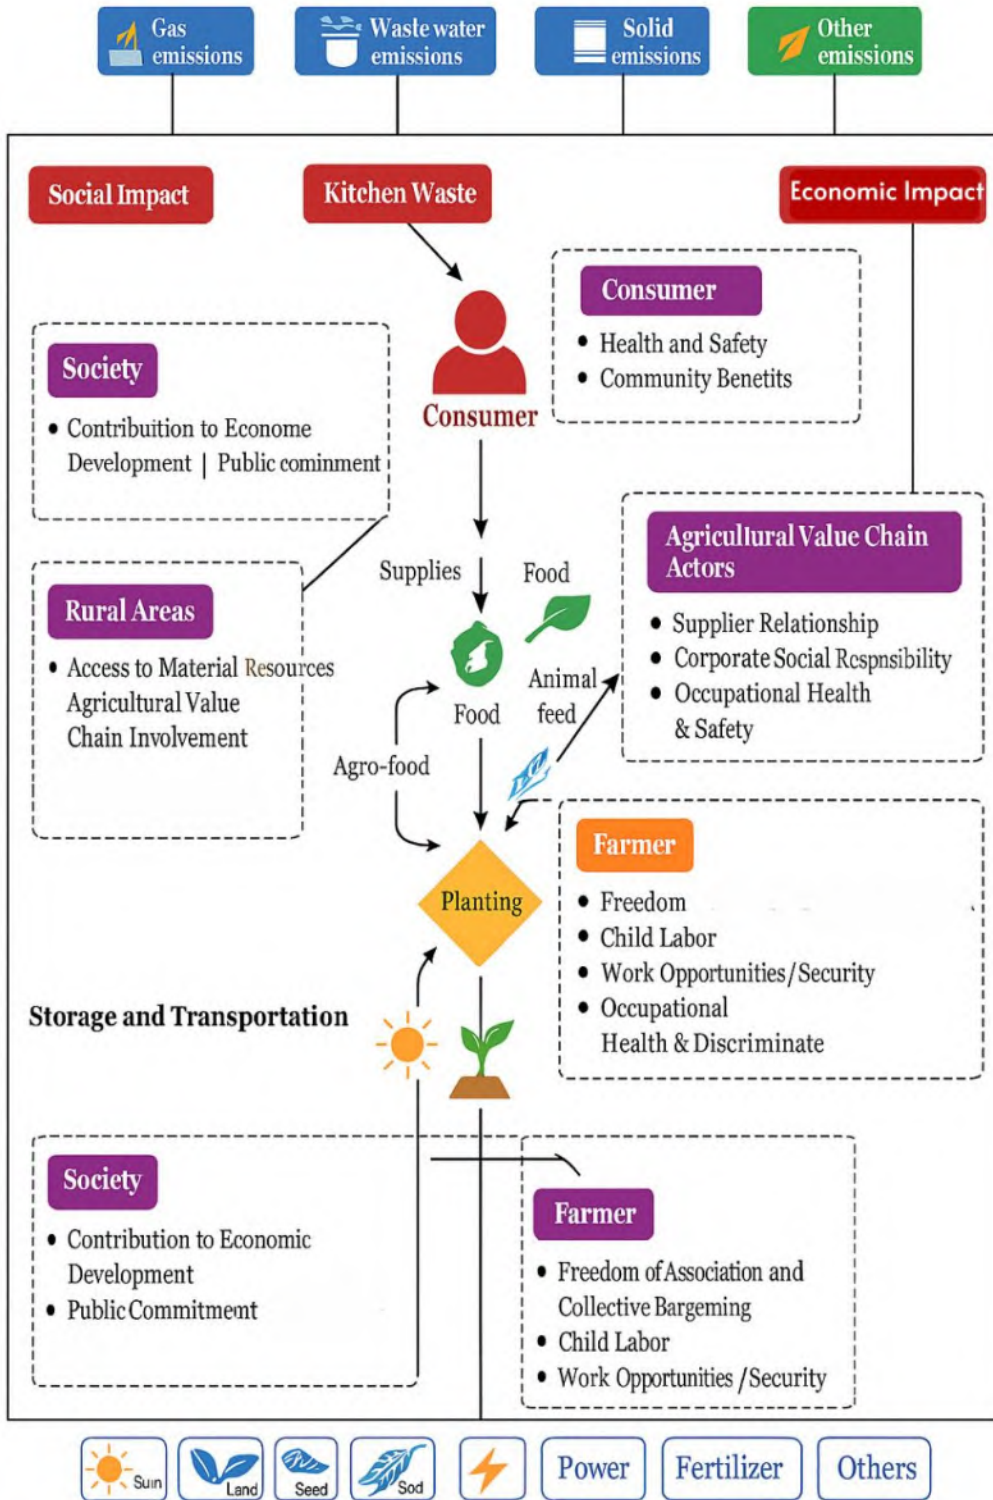 Gas
emissions
Waste water
emissions
Solid
emissions
Other
emissions
Social Impact
Kitchen Waste
Economic Impact
Consumer
• Health and Safety
• Community Benefits
Society
• Contribuition to Econome
Development | Public cominment
Consumer
Agricultural Value Chain
Actors
• Supplier Relationship
• Corporate Social Rcspnsibility
• Occupational Health
& Safety
Supplies
Food
Rural Areas
• Access to Material Resources
Agricultural Value
Chain Involvement
Animal
feed
Food
Agro-food
Farmer
• Freedom
• Child Labor
• Work Opportunities/Security
• Occupational
Health & Discriminate
Planting
Storage and Transportation
Society
• Contribution to Economic
Development
• Public Commitment
Farmer
• Freedom of Association and
Collective Bargeming
• Child Labor
• Work Opportunities /Security
Suin
Land
Seed
Sod
Power
Fertilizer
Others